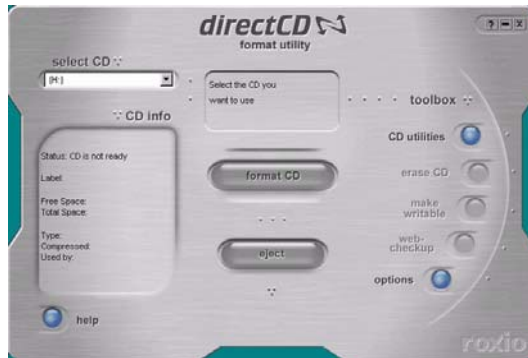 directCD
format utility
select CD
[H:]
Select the CD you
want to use
toolbox
CD info
CD utilities
Status: CD is not ready
Label:
format CD
erase CD
Free Space:
Total Space:
make
writable
Type:
Compressed:
Used by:
web-
checkup
eject
options
help
roxio